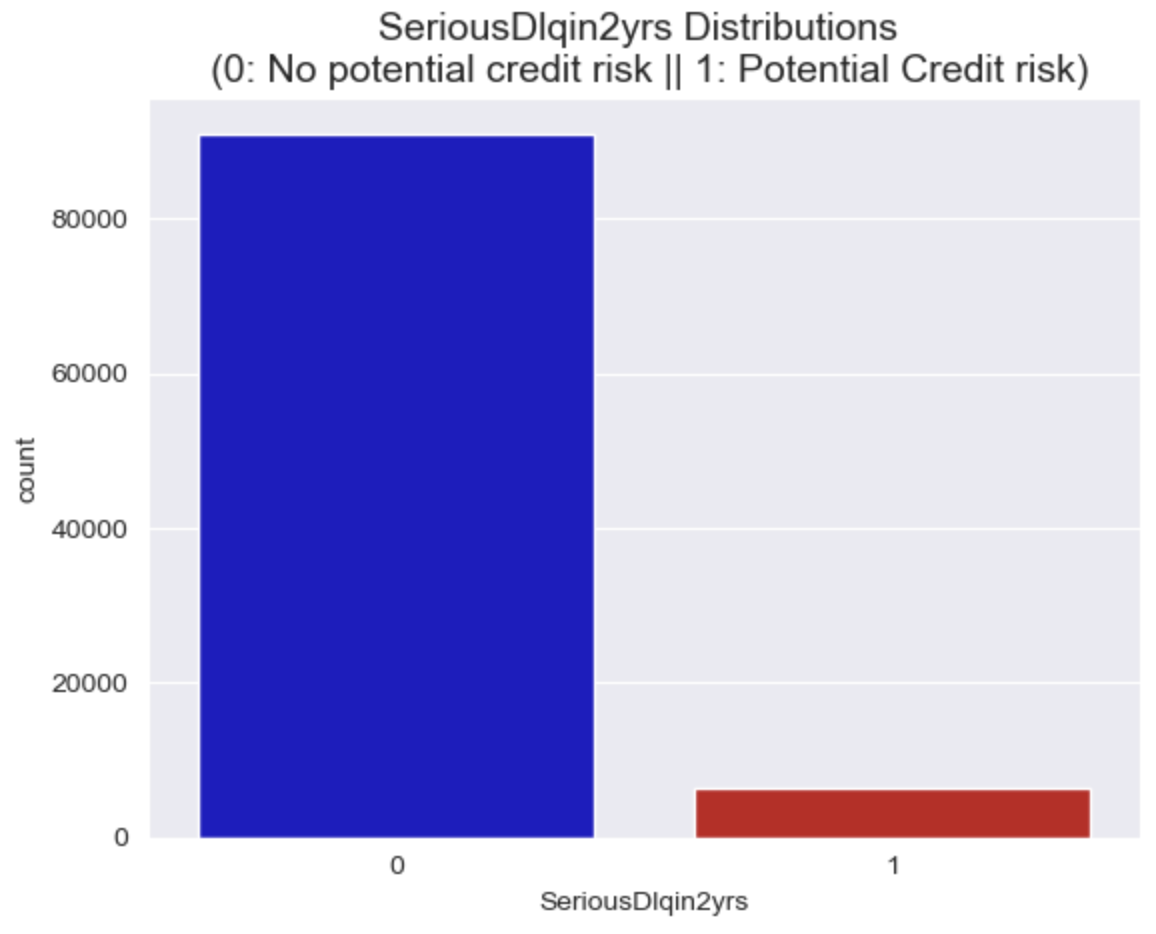 SeriousDlqin2yrs Distributions
(0: No potential credit risk || 1: Potential Credit risk)
80000
60000
40000
20000
0
count
0
1
SeriousDlqin2yrs